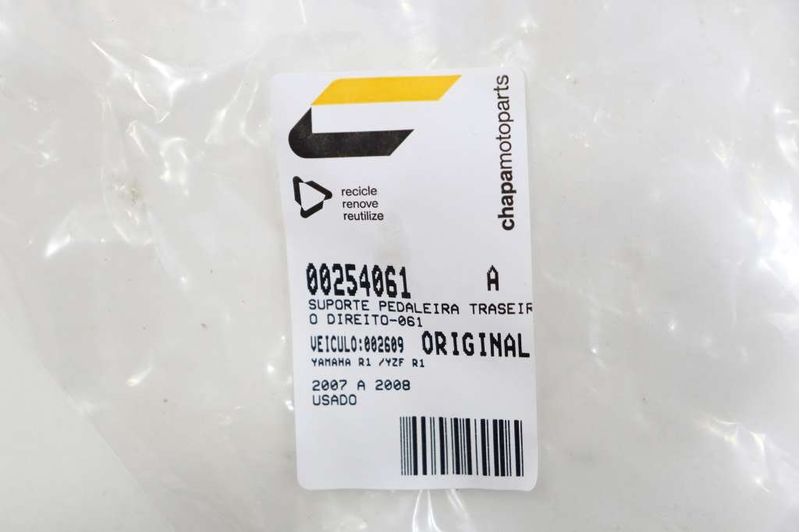 chapamotoparts
recicle
renove
reutilize
00254061 A
SUPORTE PEDALEIRA TRASEIR
O DIREITO-061
VEICULO:002609 ORIGINAL
YAMAHA R1 /YZF R1
2007 A 2008
USADO